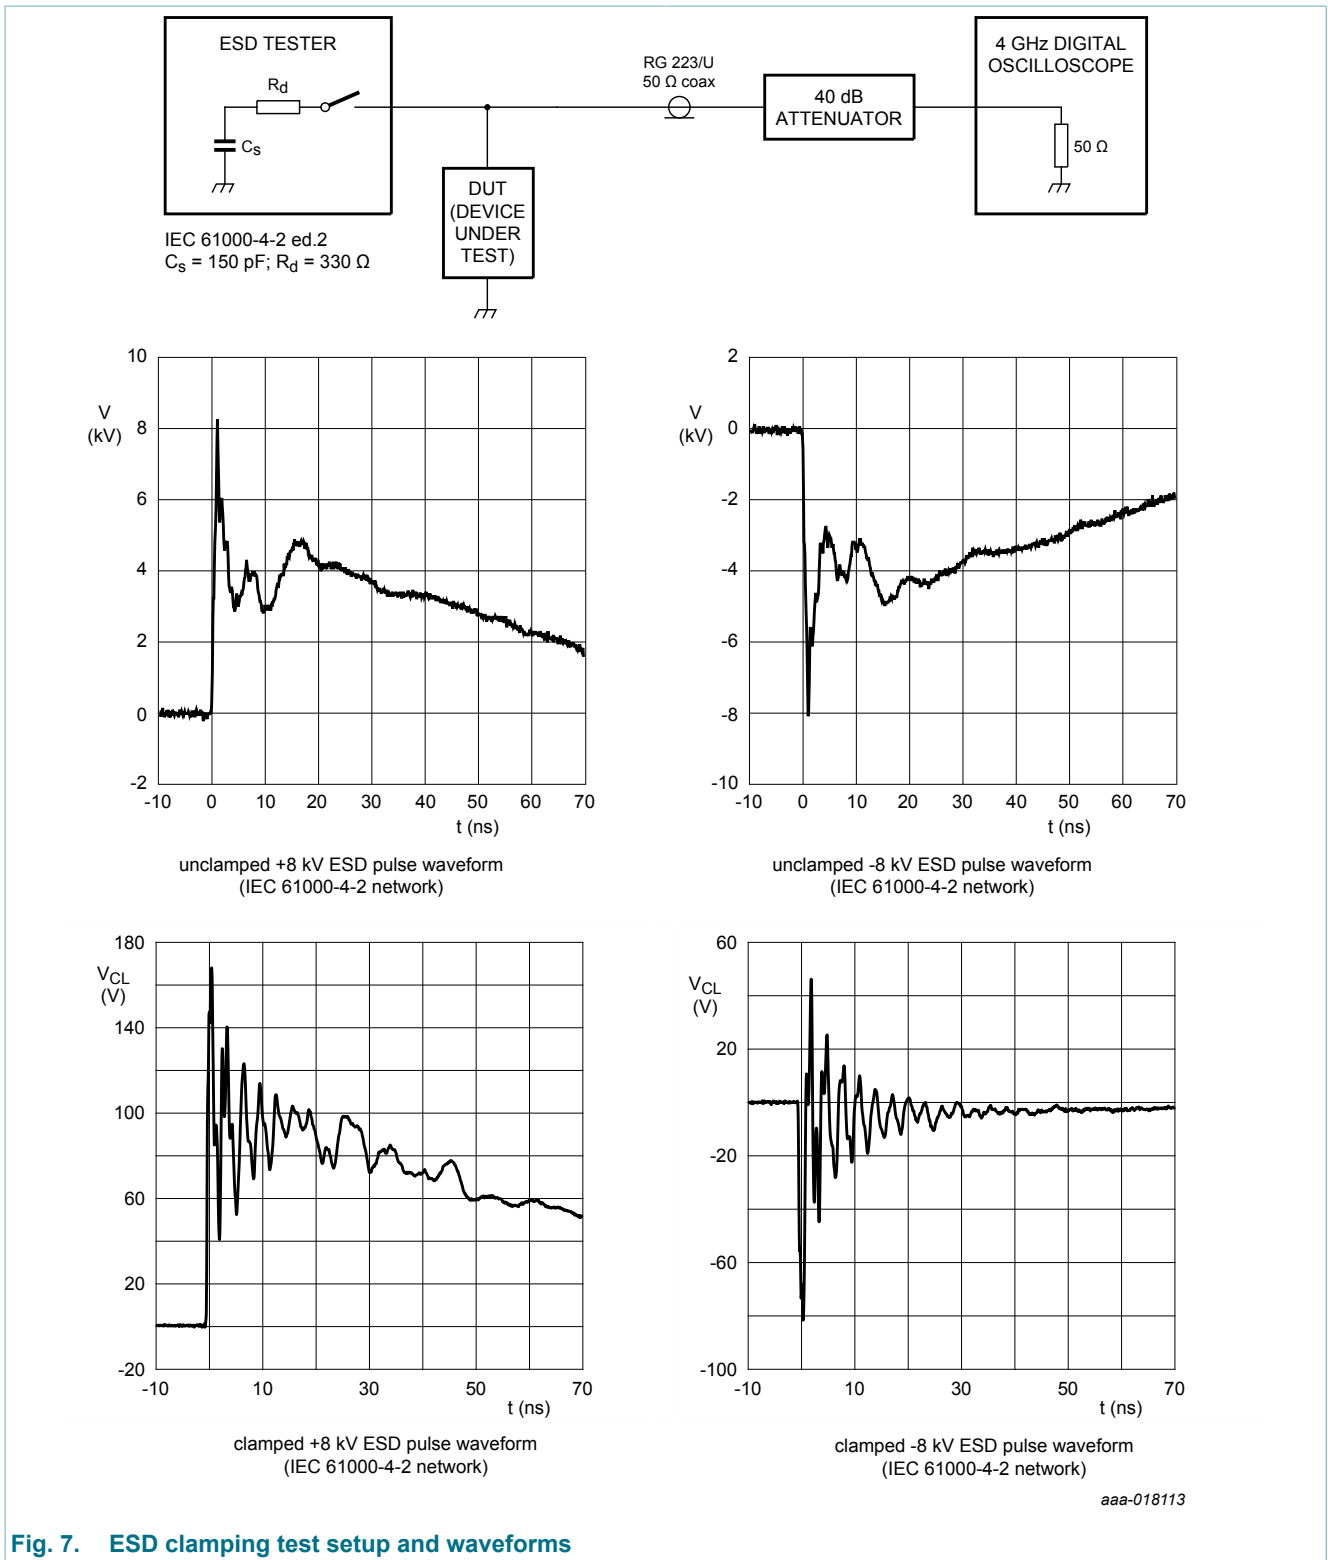 ESD TESTER
Rd
Cs
IEC 61000-4-2 ed.2
Cs = 150 pF; Rd = 330 Ω
DUT
(DEVICE
UNDER
TEST)
RG 223/U
50 Ω coax
40 dB
ATTENUATOR
4 GHz DIGITAL
OSCILLOSCOPE
50 Ω
V
(kV)
10
8
6
4
2
0
-2
-10 0 10 20 30 40 50 60 70
t (ns)
unclamped +8 kV ESD pulse waveform
(IEC 61000-4-2 network)
V
(kV)
2
0
-2
-4
-6
-8
-10
-10 0 10 20 30 40 50 60 70
t (ns)
unclamped -8 kV ESD pulse waveform
(IEC 61000-4-2 network)
VCL
(V)
180
140
100
60
20
-20
-10 10 30 50 70
t (ns)
clamped +8 kV ESD pulse waveform
(IEC 61000-4-2 network)
VCL
(V)
60
20
-20
-60
-100
-10 10 30 50 70
t (ns)
clamped -8 kV ESD pulse waveform
(IEC 61000-4-2 network)
aaa-018113
Fig. 7. ESD clamping test setup and waveforms